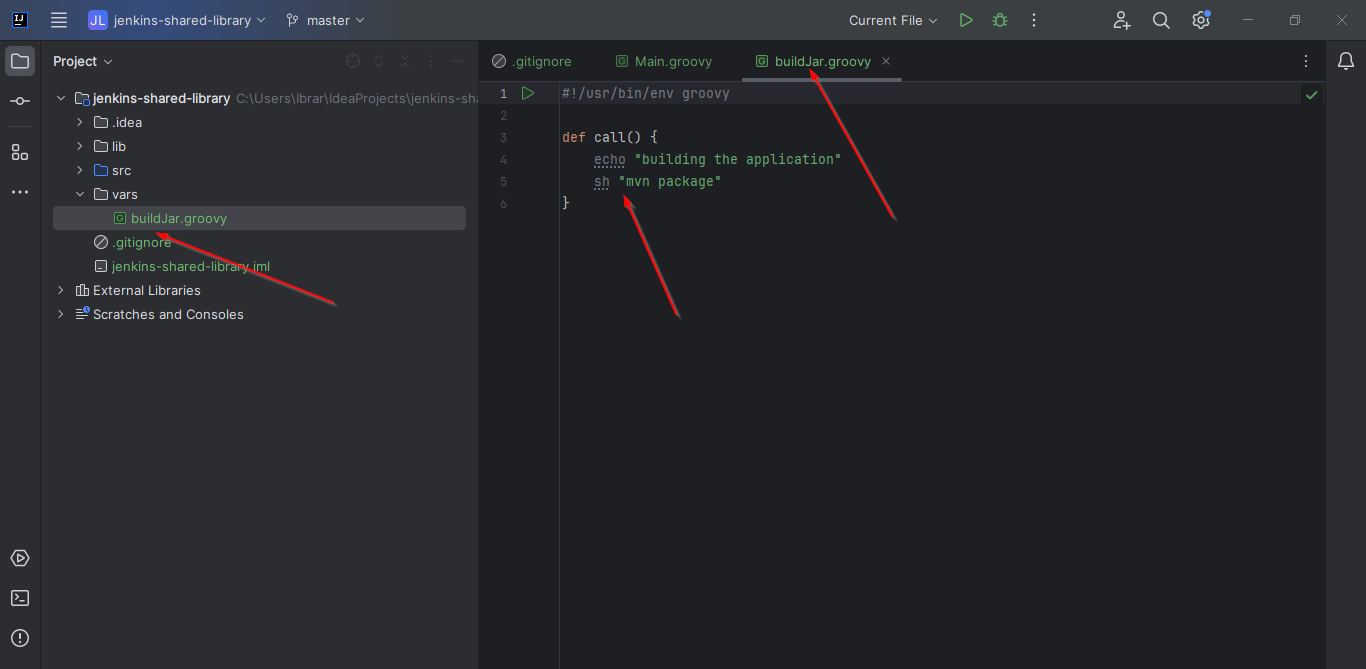 JL jenkins-shared-library master Current File
Project
.gitignore Main.groovy buildJar.groovy
jenkins-shared-library C:\Users\Ibrar\IdeaProjects\jenkins-sha
.idea
lib
src
vars
buildJar.groovy
.gitignore
jenkins-shared-library.iml
External Libraries
Scratches and Consoles
1 #!/usr/bin/env groovy
2
3 def call() {
4 echo "building the application"
5 sh "mvn package"
6 }